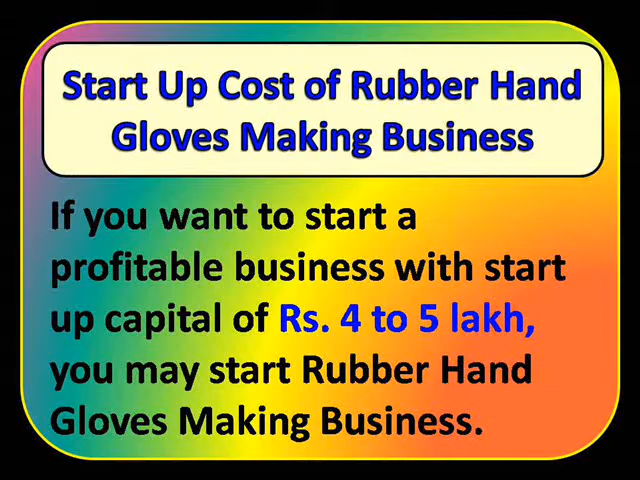 Start Up Cost of Rubber Hand
Gloves Making Business
If you want to start a
profitable business with start
up capital of Rs. 4 to 5 lakh,
you may start Rubber Hand
Gloves Making Business.